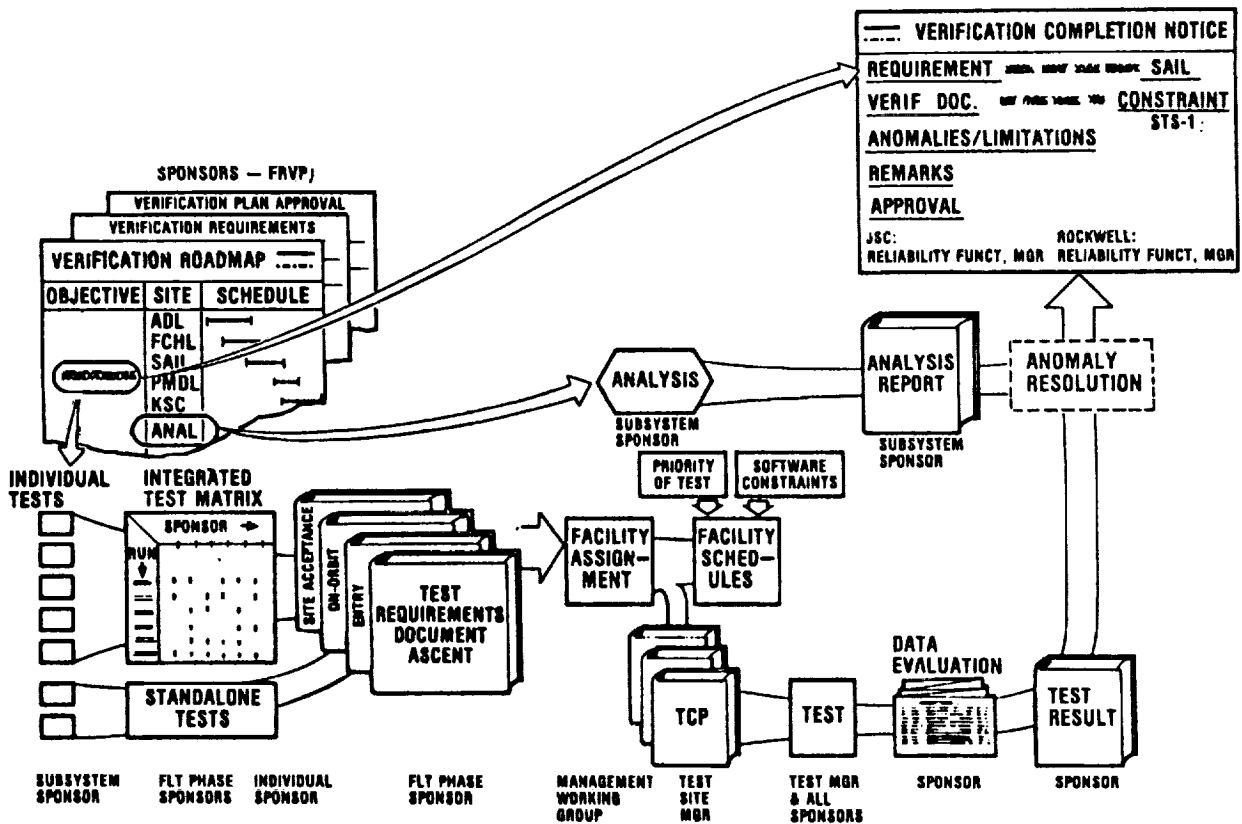 VERIFICATION COMPLETION NOTICE
REQUIREMENT SAIL
VERIF DOC. CONSTRAINT
STS-1
ANOMALIES/LIMITATIONS
REMARKS
APPROVAL
JSC: ROCKWELL:
RELIABILITY FUNCT, MGR RELIABILITY FUNCT, MGR
SPONSORS — FRVP
VERIFICATION PLAN APPROVAL
VERIFICATION REQUIREMENTS
VERIFICATION ROADMAP
OBJECTIVE SITE SCHEDULE
ADL
FCHL
SAIL
PMDL
KSC
ANAL
ANALYSIS
SUBSYSTEM
SPONSOR
ANALYSIS
REPORT
SUBSYSTEM
SPONSOR
ANOMALY
RESOLUTION
INDIVIDUAL
TESTS
INTEGRATED
TEST MATRIX
SPONSOR
RUN
STANDALONE
TESTS
SITE ACCEPTANCE
ON-ORBIT
ENTRY
TEST
REQUIREMENTS
DOCUMENT
ASCENT
PRIORITY
OF TEST
SOFTWARE
CONSTRAINTS
FACILITY
ASSIGN-
MENT
FACILITY
SCHED-
ULES
TCP
TEST
DATA
EVALUATION
TEST
RESULT
SUBSYSTEM
SPONSOR
FLT PHASE
SPONSORS
INDIVIDUAL
SPONSOR
FLT PHASE
SPONSOR
MANAGEMENT
WORKING
GROUP
TEST
SITE
MGR
TEST MGR
& ALL
SPONSORS
SPONSOR
SPONSOR